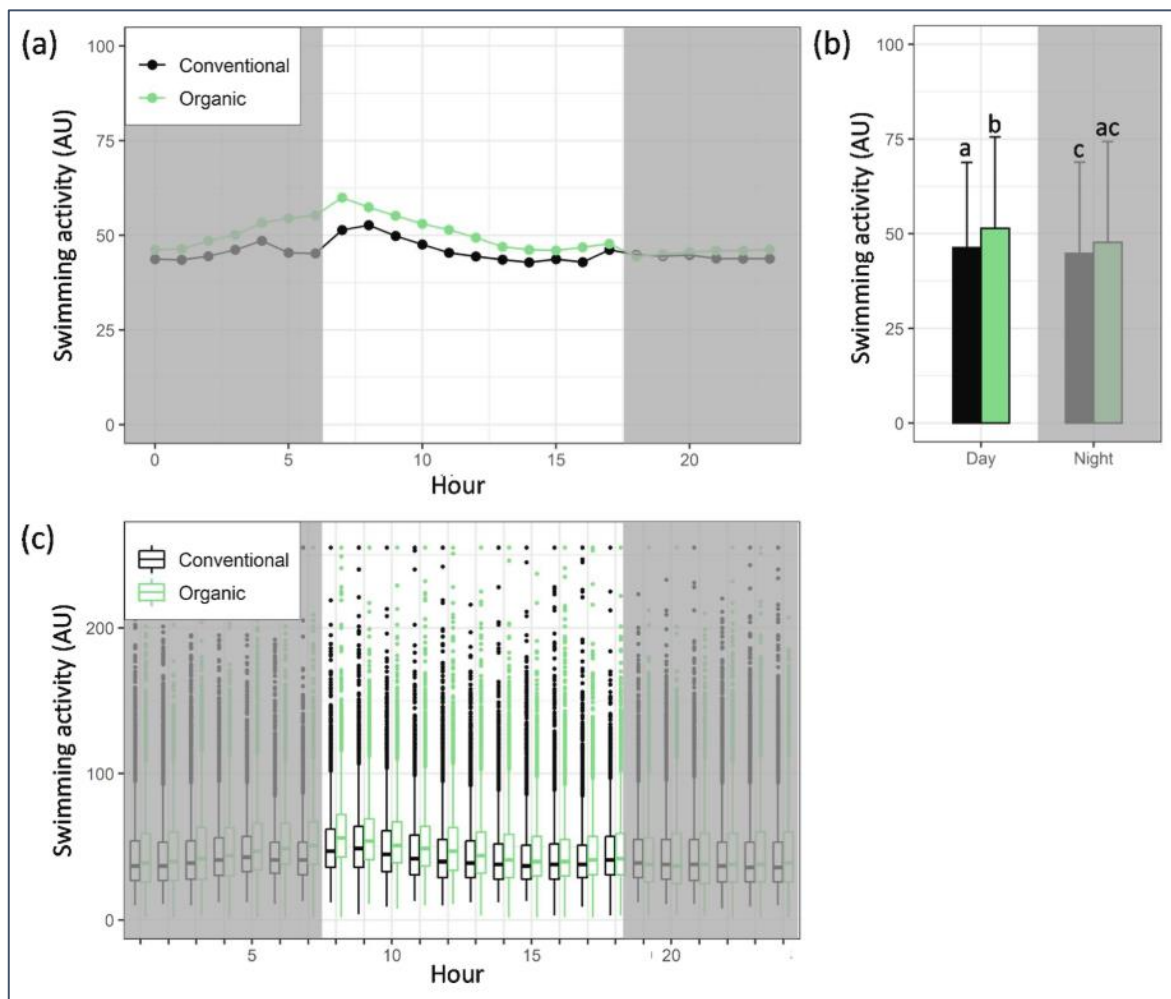 (a)
100
75
50
25
0
Swimming activity (AU)
Conventional
Organic
0 5 10 15 20
Hour
(b)
100
75
50
25
0
Swimming activity (AU)
a b c ac
Day Night
(c)
200
100
0
Swimming activity (AU)
Conventional
Organic
5 10 15 20
Hour